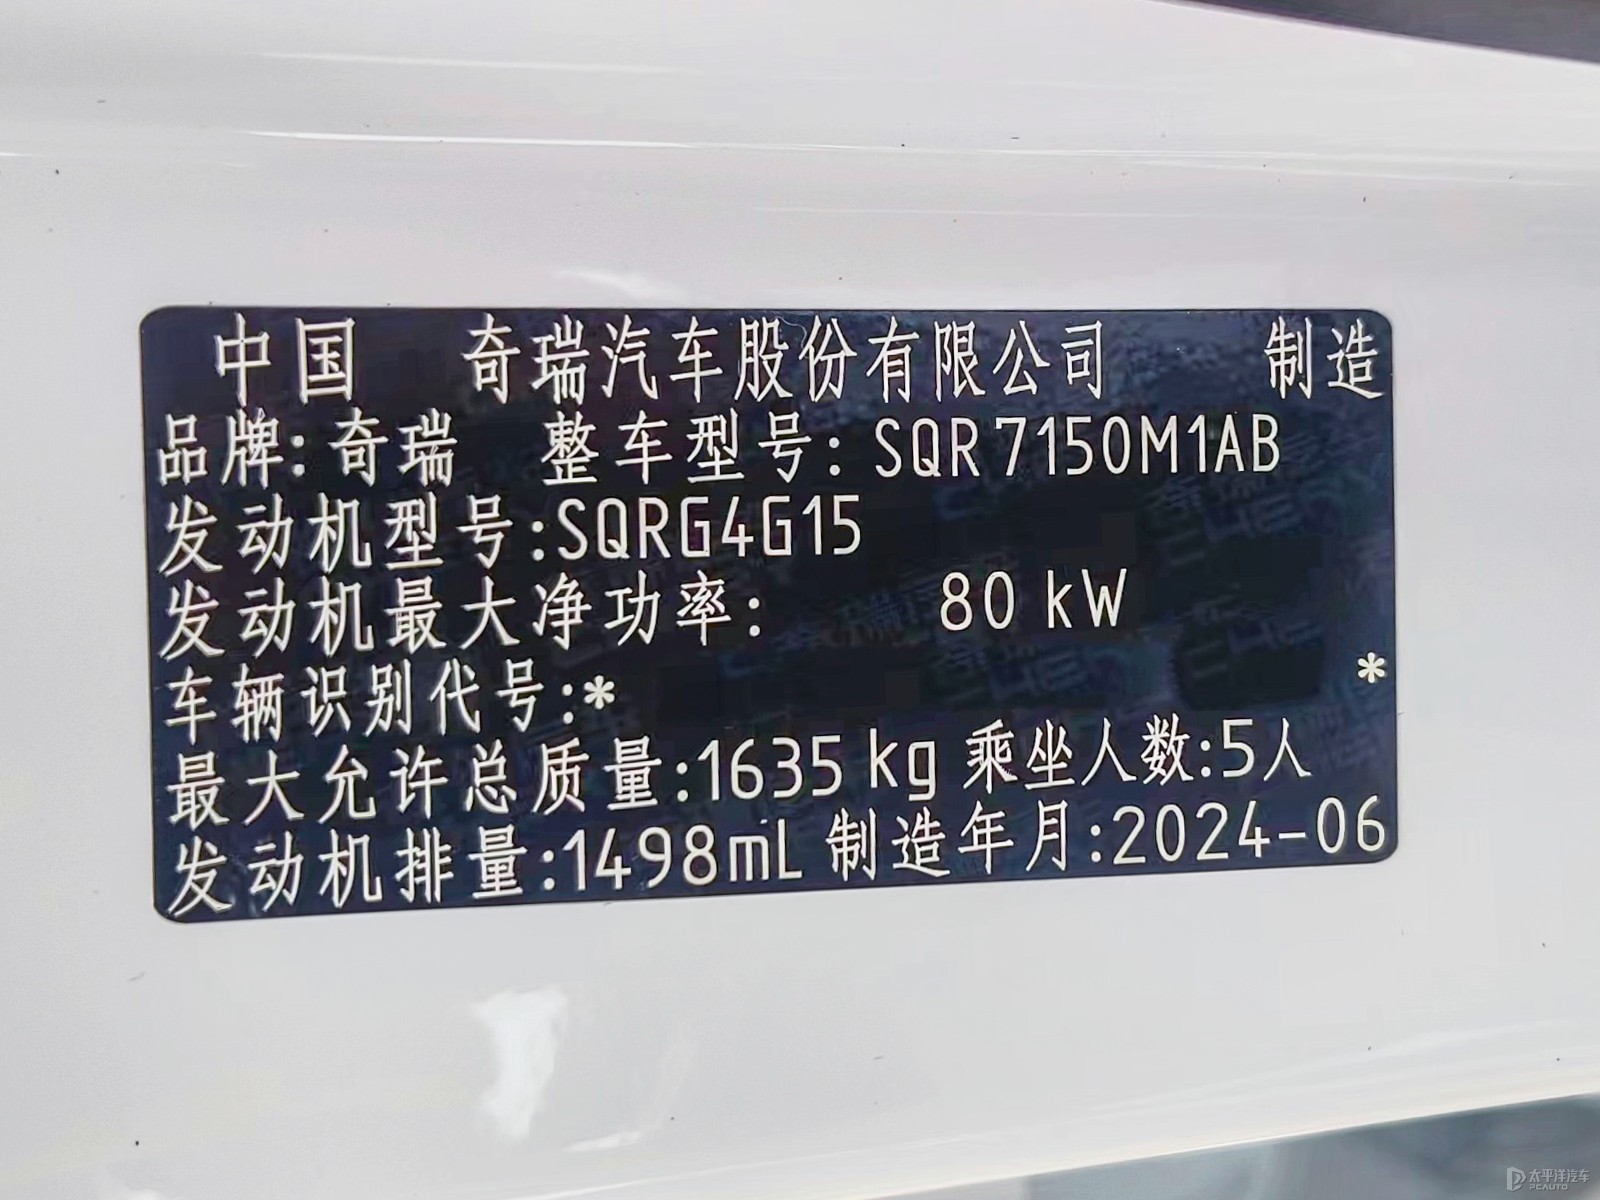 中国 奇瑞汽车股份有限公司 制造
品牌:奇瑞 整车型号:SQR7150M1AB
发动机型号:SQRG4G15
发动机最大净功率: 80 kW
车辆识别代号:* *
最大允许总质量:1635kg 乘坐人数:5人
发动机排量:1498mL 制造年月:2024-06
太平洋汽车
PCAUTO